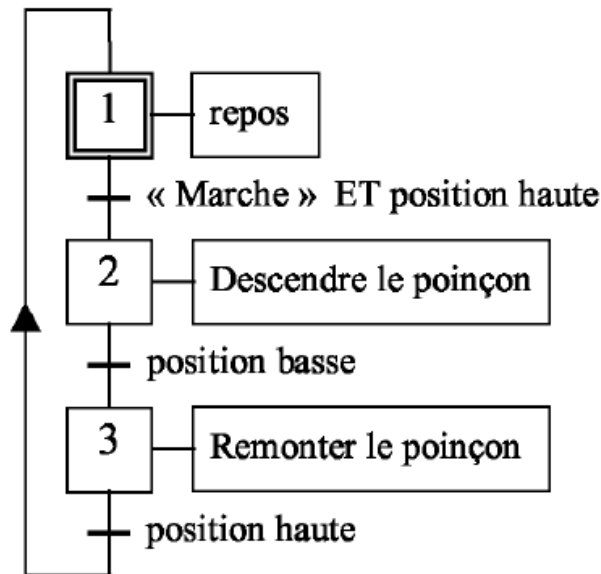 1
repos
« Marche » ET position haute
2
Descendre le poinçon
position basse
3
Remonter le poinçon
position haute